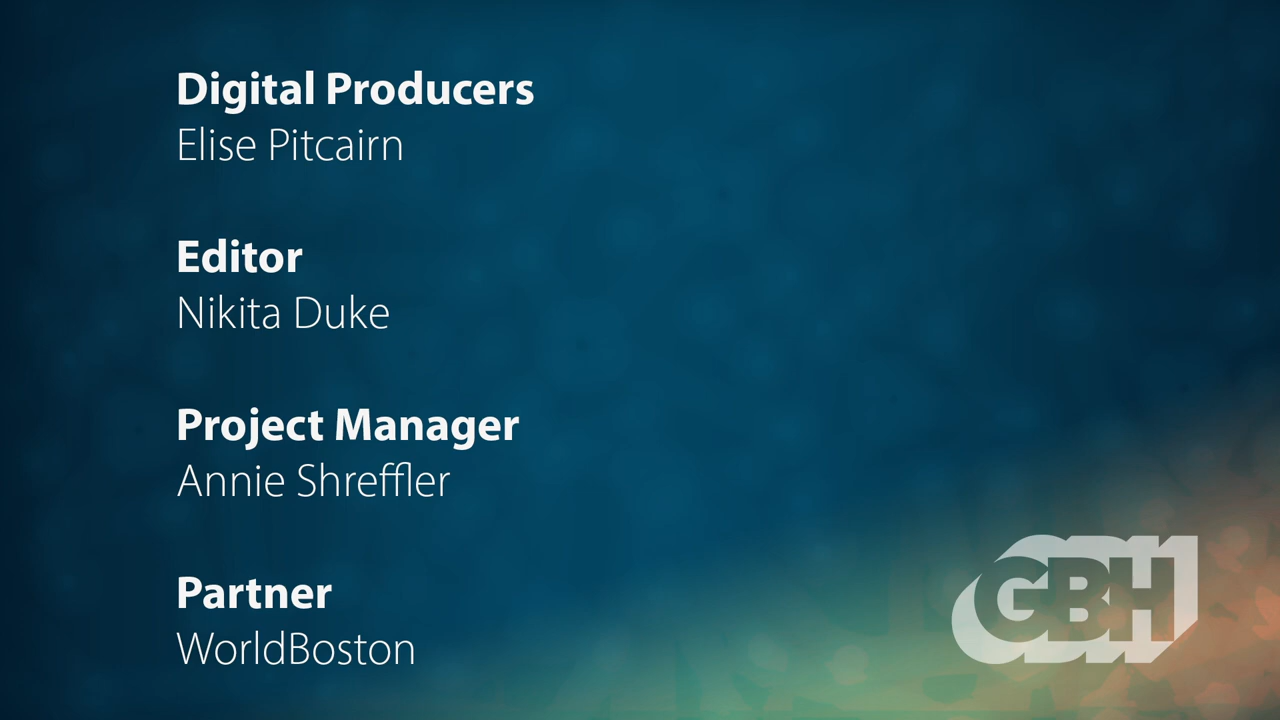 Digital Producers
Elise Pitcairn
Editor
Nikita Duke
Project Manager
Annie Shreffler
Partner
WorldBoston
GBH